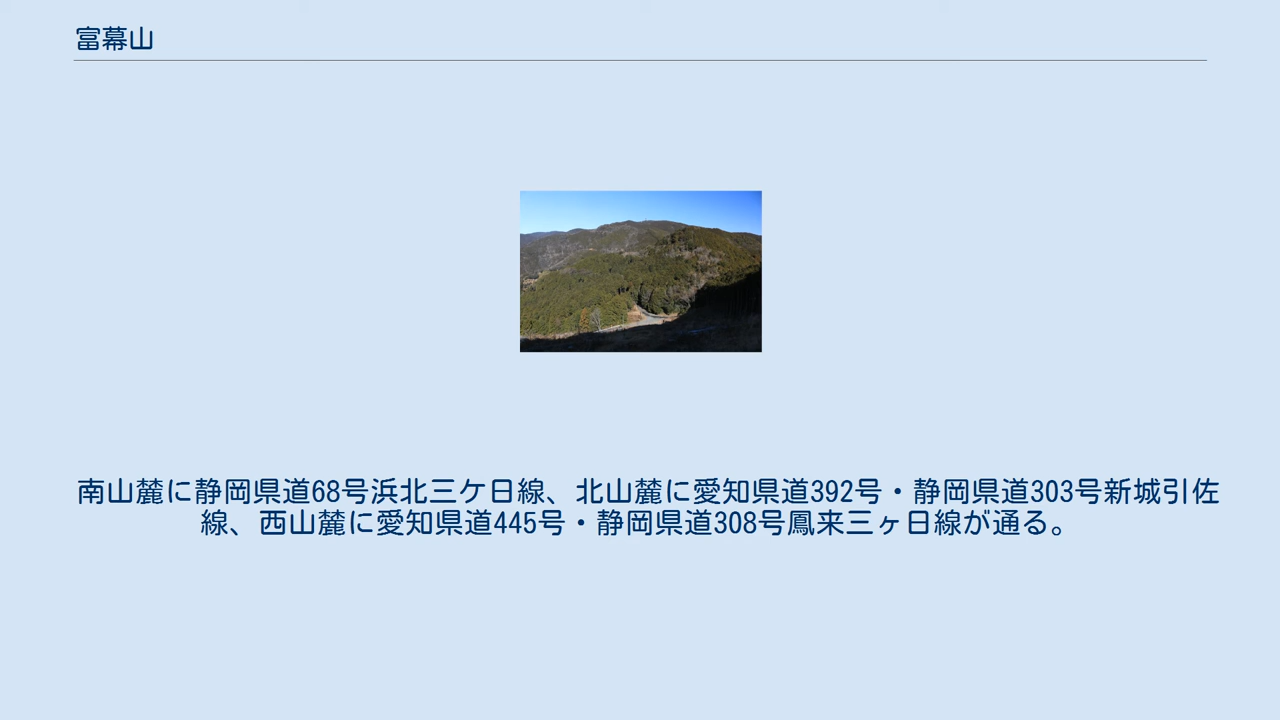 富幕山
南山麓に静岡県道68号浜北三ケ日線、北山麓に愛知県道392号・静岡県道303号新城引佐
線、西山麓に愛知県道445号・静岡県道308号鳳来三ヶ日線が通る。